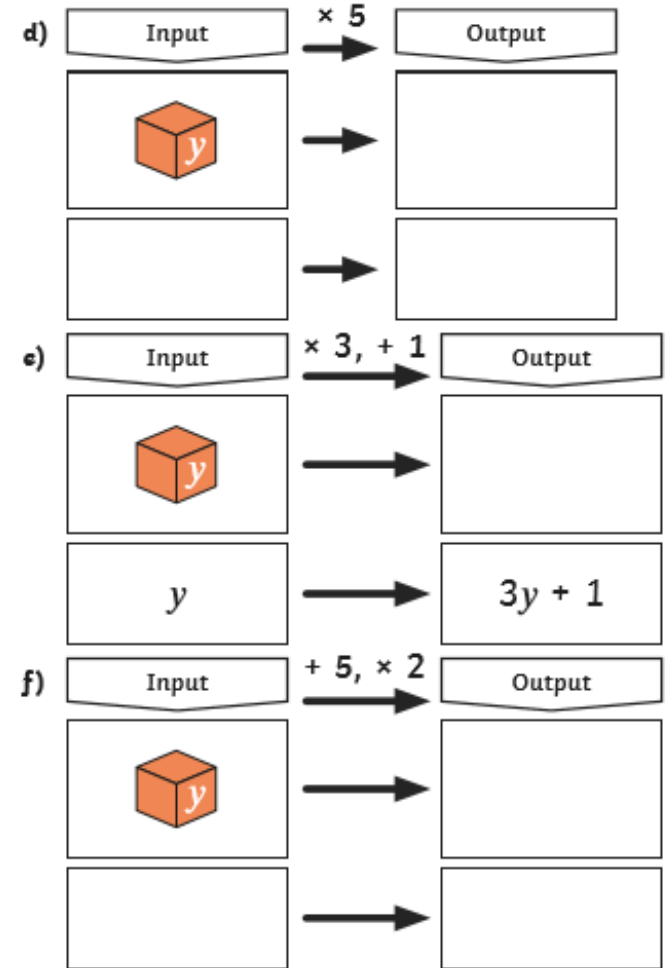 d) Input × 5 Output
y
e) Input × 3, + 1 Output
y
y 3y + 1
f) Input + 5, × 2 Output
y